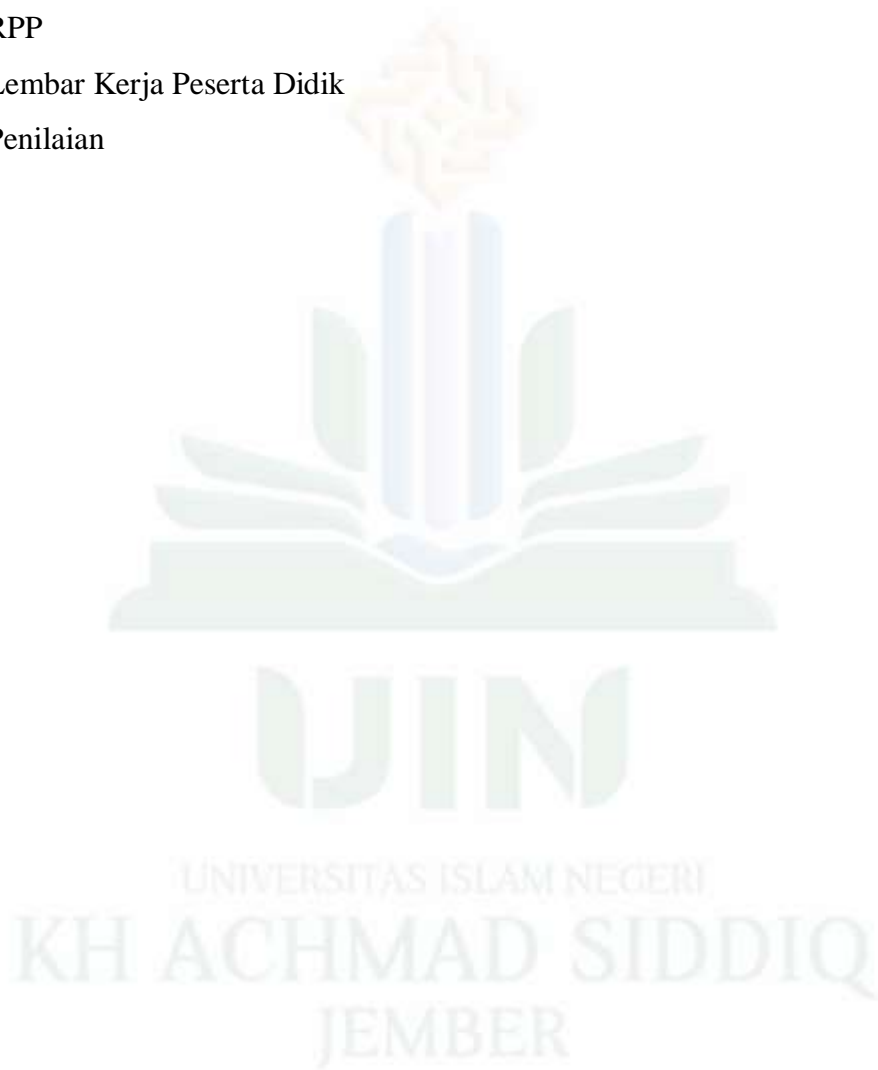 RPP
Lembar Kerja Peserta Didik
Penilaian
UIN
UNIVERSITAS ISLAM NEGERI
KH ACHMAD SIDDIQ
JEMBER